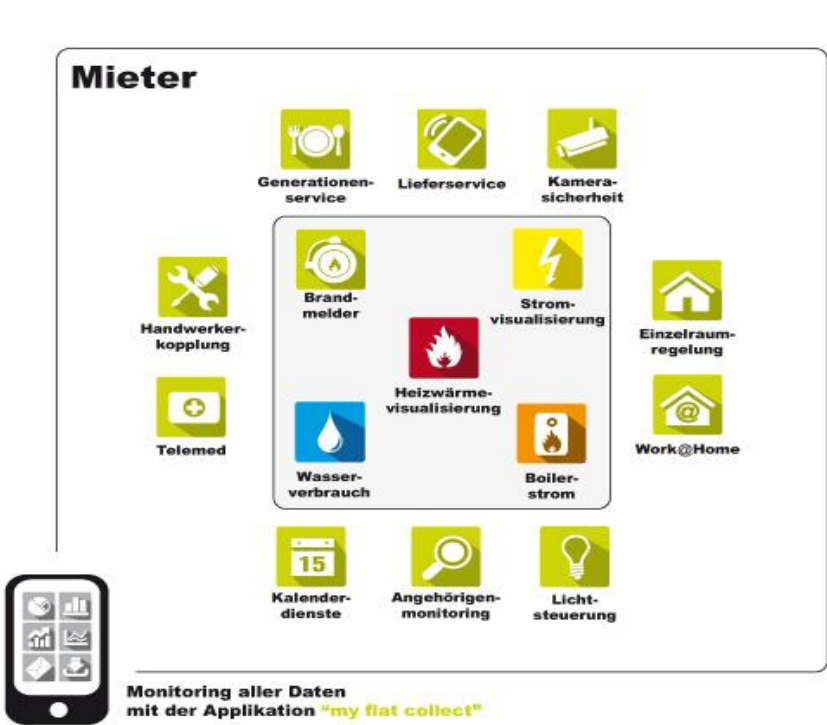 Mieter
Generationen-
service
Lieferservice
Kamera-
sicherheit
Brand-
melder
Strom-
visualisierung
Handwerker-
kopplung
Einzelraum-
regelung
Heizwärme-
visualisierung
Telemed
@
Work@Home
Wasser-
verbrauch
Boiler-
strom
15
Kalender-
dienste
Angehörigen-
monitoring
Licht-
steuerung
Monitoring aller Daten
mit der Applikation "my flat collect"